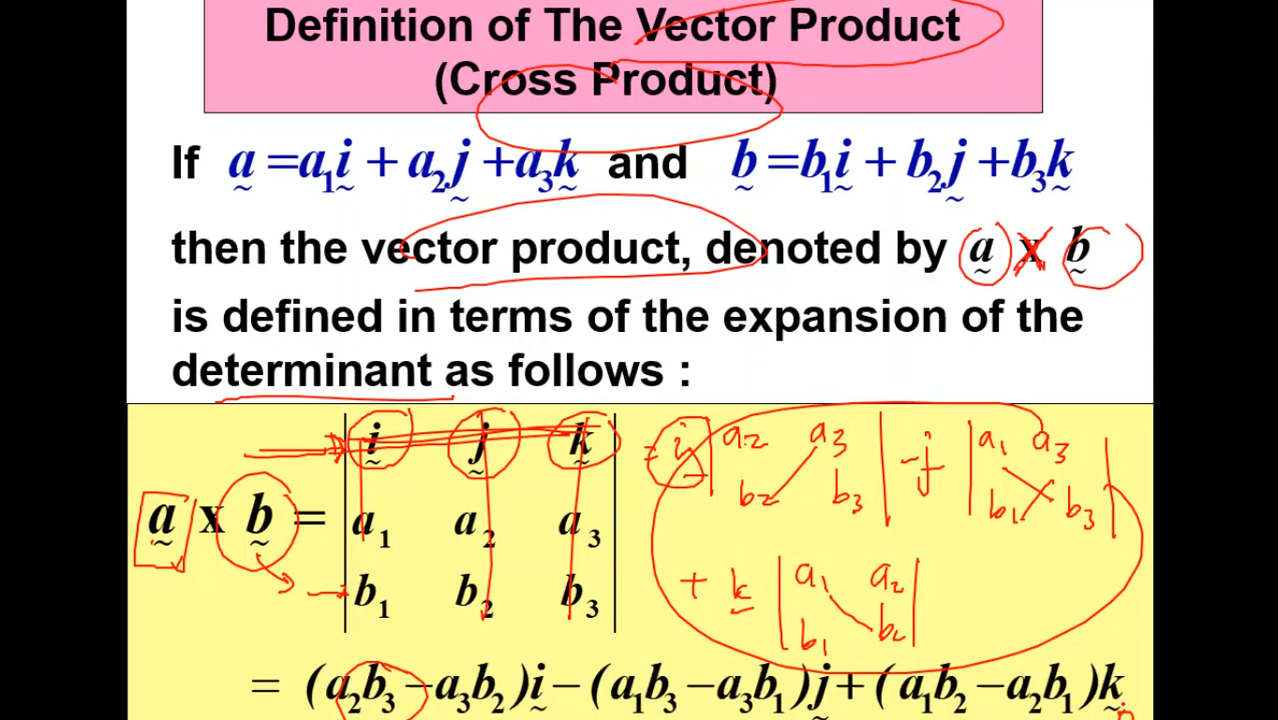 Definition of The Vector Product
(Cross Product)
If a = a₁i + a₂j + a₃k and b = b₁i + b₂j + b₃k
then the vector product, denoted by a x b
is defined in terms of the expansion of the
determinant as follows :
i j k
a x b = a₁ a₂ a₃
b₁ b₂ b₃
= i | a₂ a₃ | - j | a₁ a₃ |
b₂ b₃ b₁ b₃
+ k | a₁ a₂ |
b₁ b₂
= (a₂b₃ − a₃b₂)i − (a₁b₃ − a₃b₁)j + (a₁b₂ − a₂b₁)k